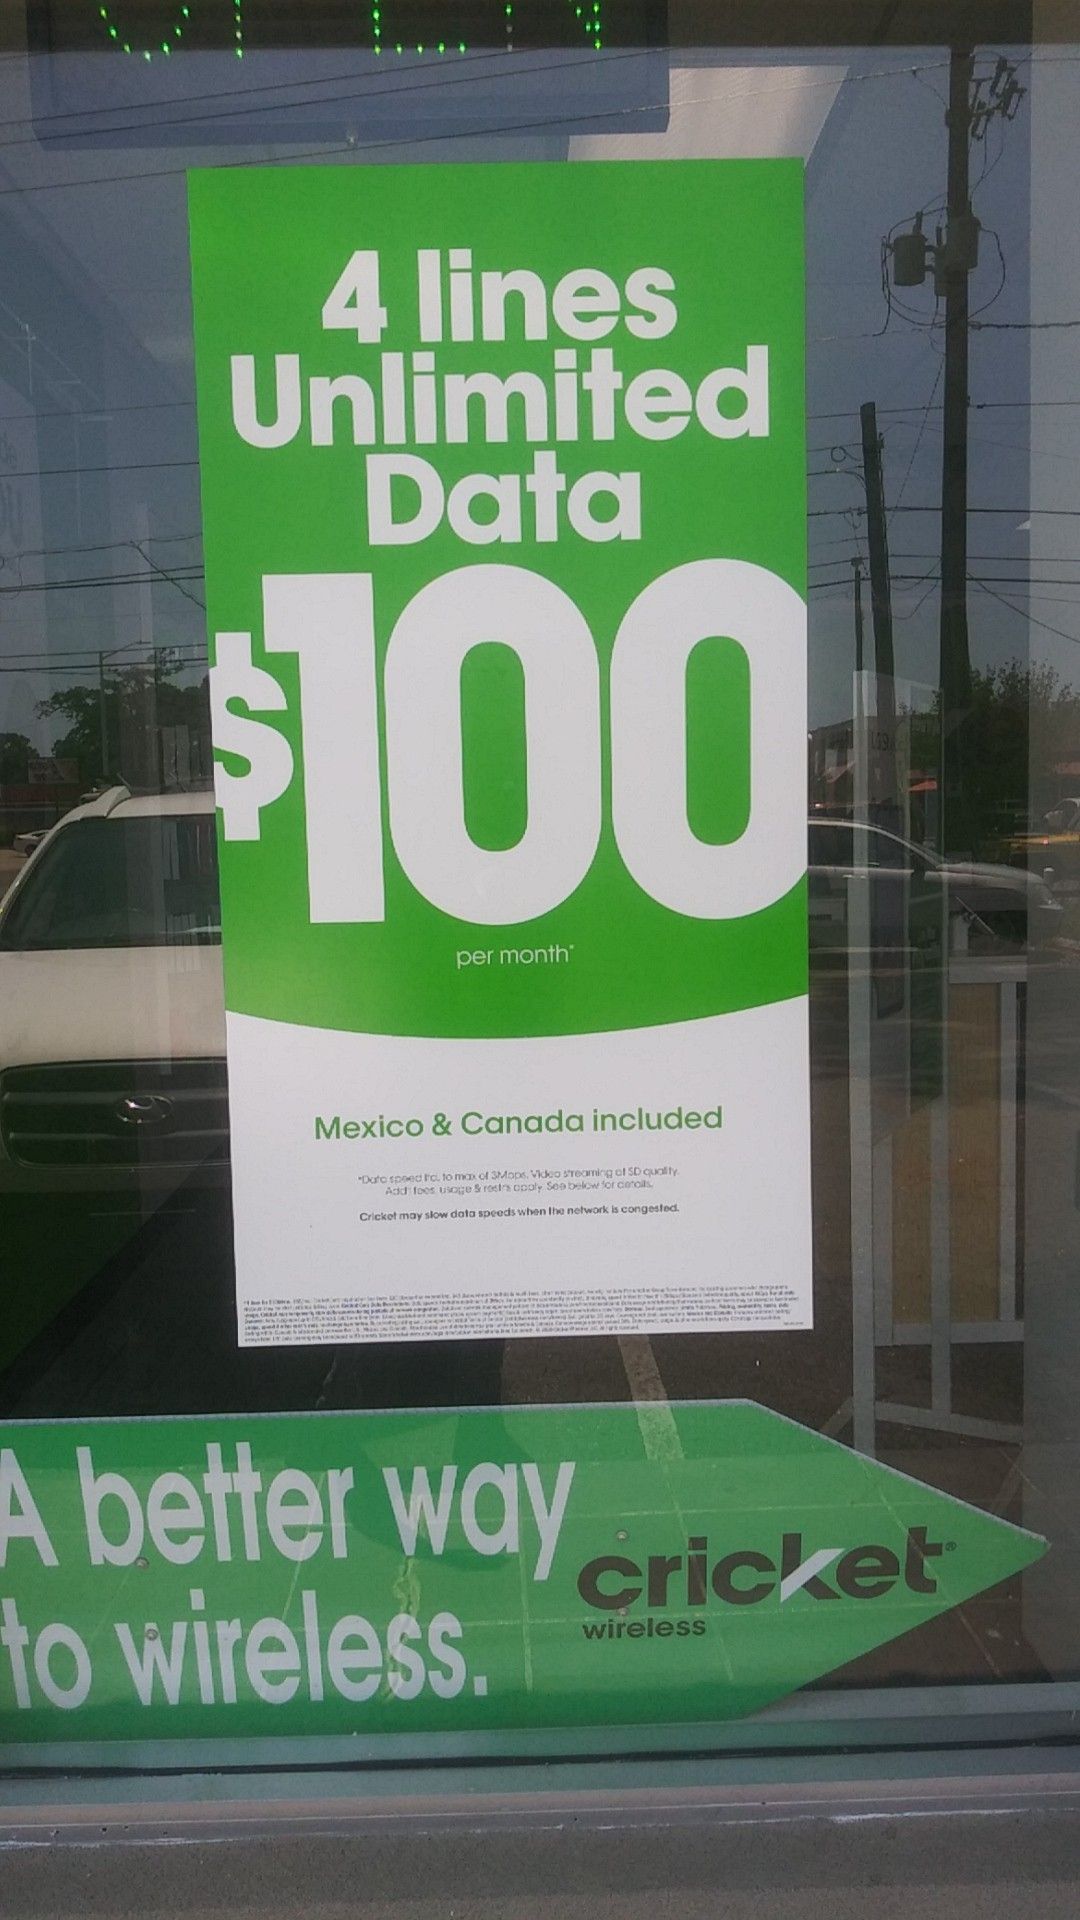 4 lines
Unlimited
Data
$100
per month*
Mexico & Canada included
*Data speed ltd. to max of 3Mbps. Video streaming at SD quality.
Add'l fees, usage & restr's apply. See below for details.
Cricket may slow data speeds when the network is congested.
A better way
to wireless.
cricket®
wireless